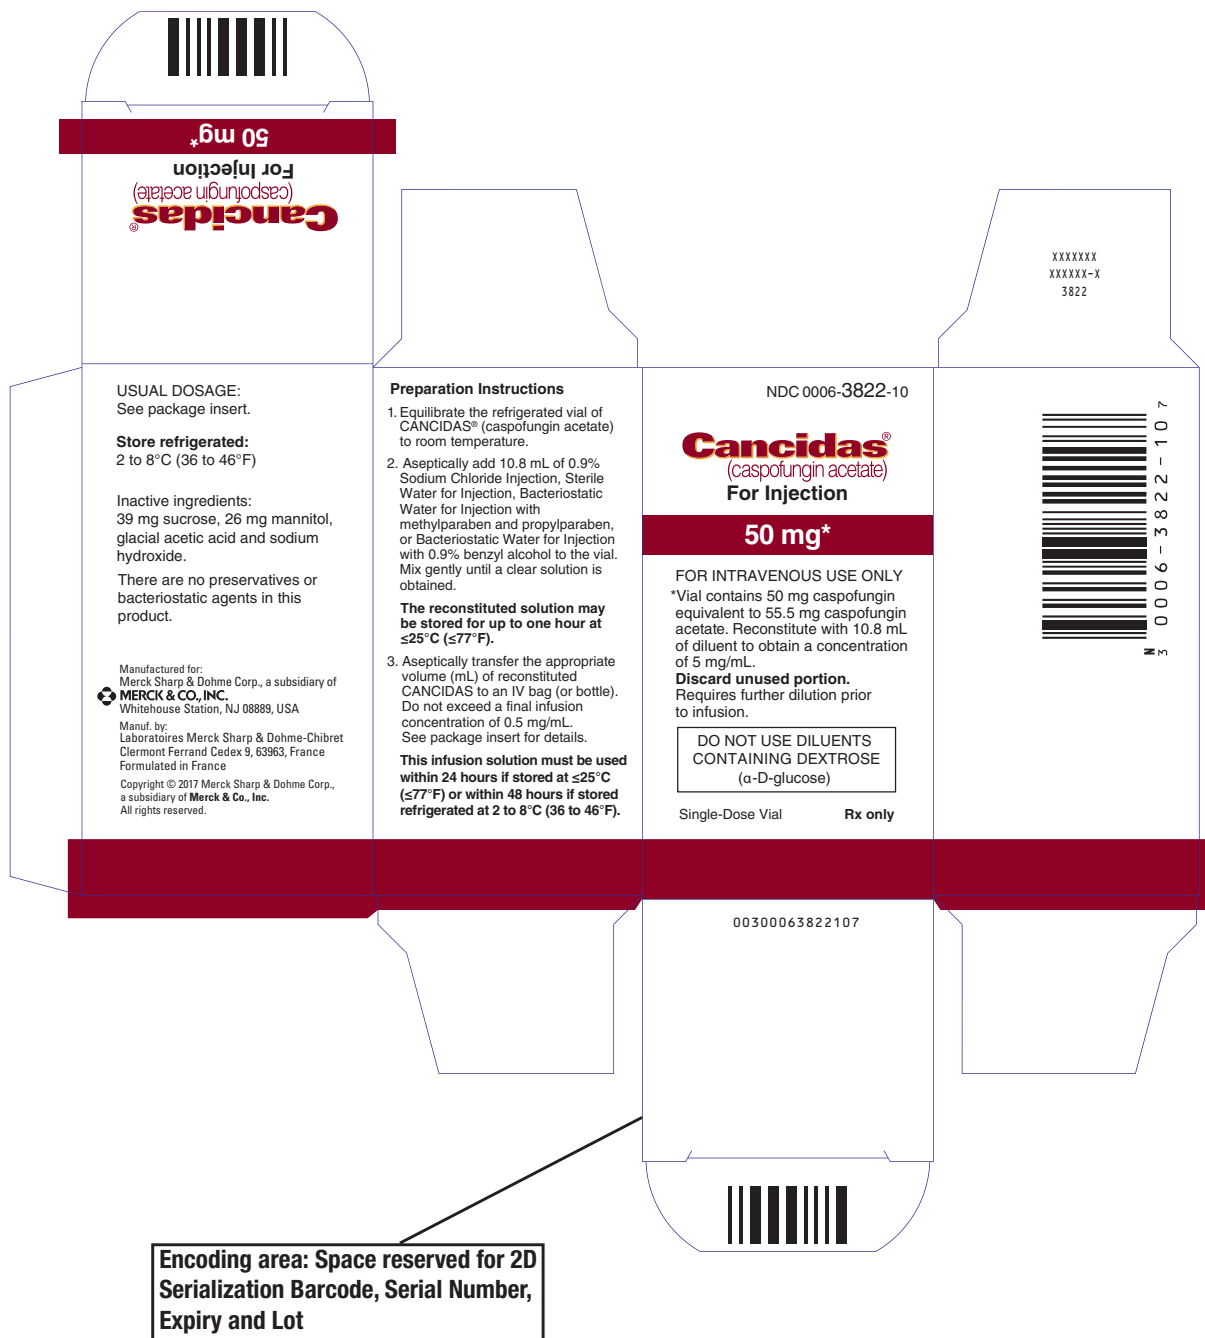 50 mg*
For Injection
(caspofungin acetate)
Cancidas®
XXXXXXX
XXXXXX-X
3822
USUAL DOSAGE:
See package insert.
Store refrigerated:
2 to 8°C (36 to 46°F)
Inactive ingredients:
39 mg sucrose, 26 mg mannitol,
glacial acetic acid and sodium
hydroxide.
There are no preservatives or
bacteriostatic agents in this
product.
Manufactured for:
Merck Sharp & Dohme Corp., a subsidiary of
MERCK & CO., INC.
Whitehouse Station, NJ 08889, USA
Manuf. by:
Laboratoires Merck Sharp & Dohme-Chibret
Clermont Ferrand Cedex 9, 63963, France
Formulated in France
Copyright © 2017 Merck Sharp & Dohme Corp.,
a subsidiary of Merck & Co., Inc.
All rights reserved.
Preparation Instructions
1. Equilibrate the refrigerated vial of
CANCIDAS® (caspofungin acetate)
to room temperature.
2. Aseptically add 10.8 mL of 0.9%
Sodium Chloride Injection, Sterile
Water for Injection, Bacteriostatic
Water for Injection with
methylparaben and propylparaben,
or Bacteriostatic Water for Injection
with 0.9% benzyl alcohol to the vial.
Mix gently until a clear solution is
obtained.
The reconstituted solution may
be stored for up to one hour at
≤25°C (≤77°F).
3. Aseptically transfer the appropriate
volume (mL) of reconstituted
CANCIDAS to an IV bag (or bottle).
Do not exceed a final infusion
concentration of 0.5 mg/mL.
See package insert for details.
This infusion solution must be used
within 24 hours if stored at ≤25°C
(≤77°F) or within 48 hours if stored
refrigerated at 2 to 8°C (36 to 46°F).
NDC 0006-3822-10
Cancidas®
(caspofungin acetate)
For Injection
50 mg*
FOR INTRAVENOUS USE ONLY
*Vial contains 50 mg caspofungin
equivalent to 55.5 mg caspofungin
acetate. Reconstitute with 10.8 mL
of diluent to obtain a concentration
of 5 mg/mL.
Discard unused portion.
Requires further dilution prior
to infusion.
DO NOT USE DILUENTS
CONTAINING DEXTROSE
(α-D-glucose)
Single-Dose Vial Rx only
N
3 0006-3822-10 7
00300063822107
Encoding area: Space reserved for 2D
Serialization Barcode, Serial Number,
Expiry and Lot